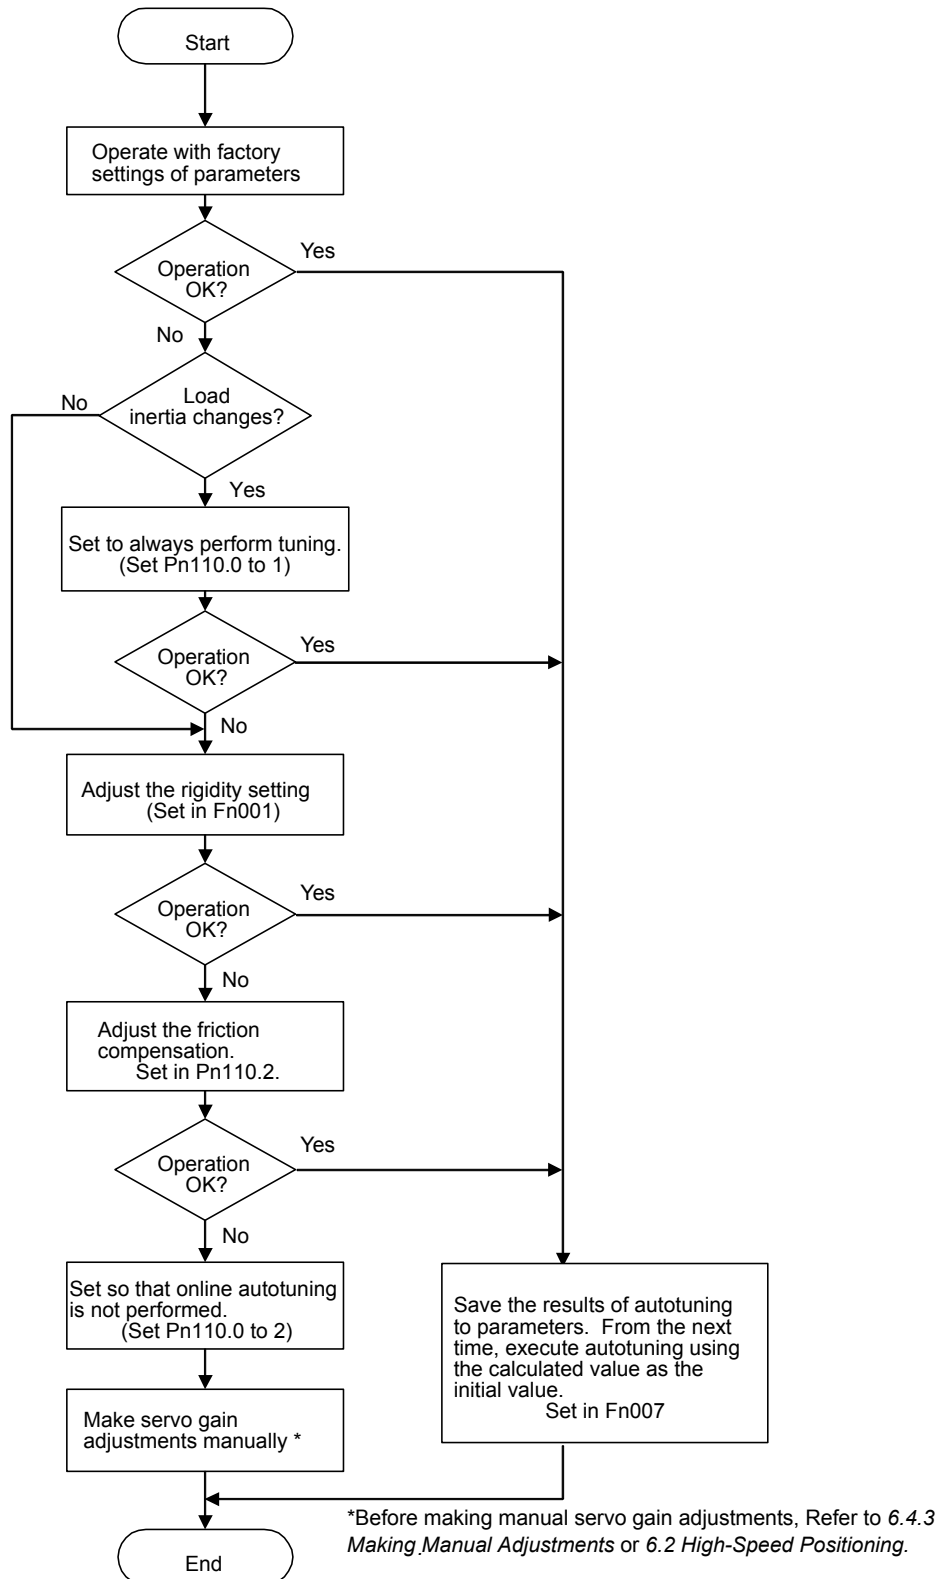 Start
Operate with factory
settings of parameters
Operation
OK?
Yes
No
Load
inertia changes?
No
Yes
Set to always perform tuning.
(Set Pn110.0 to 1)
Operation
OK?
Yes
No
Adjust the rigidity setting
(Set in Fn001)
Operation
OK?
Yes
No
Adjust the friction
compensation.
Set in Pn110.2.
Operation
OK?
Yes
No
Set so that online autotuning
is not performed.
(Set Pn110.0 to 2)
Save the results of autotuning
to parameters. From the next
time, execute autotuning using
the calculated value as the
initial value.
Set in Fn007
Make servo gain
adjustments manually *
*Before making manual servo gain adjustments, Refer to 6.4.3
Making Manual Adjustments or 6.2 High-Speed Positioning.
End